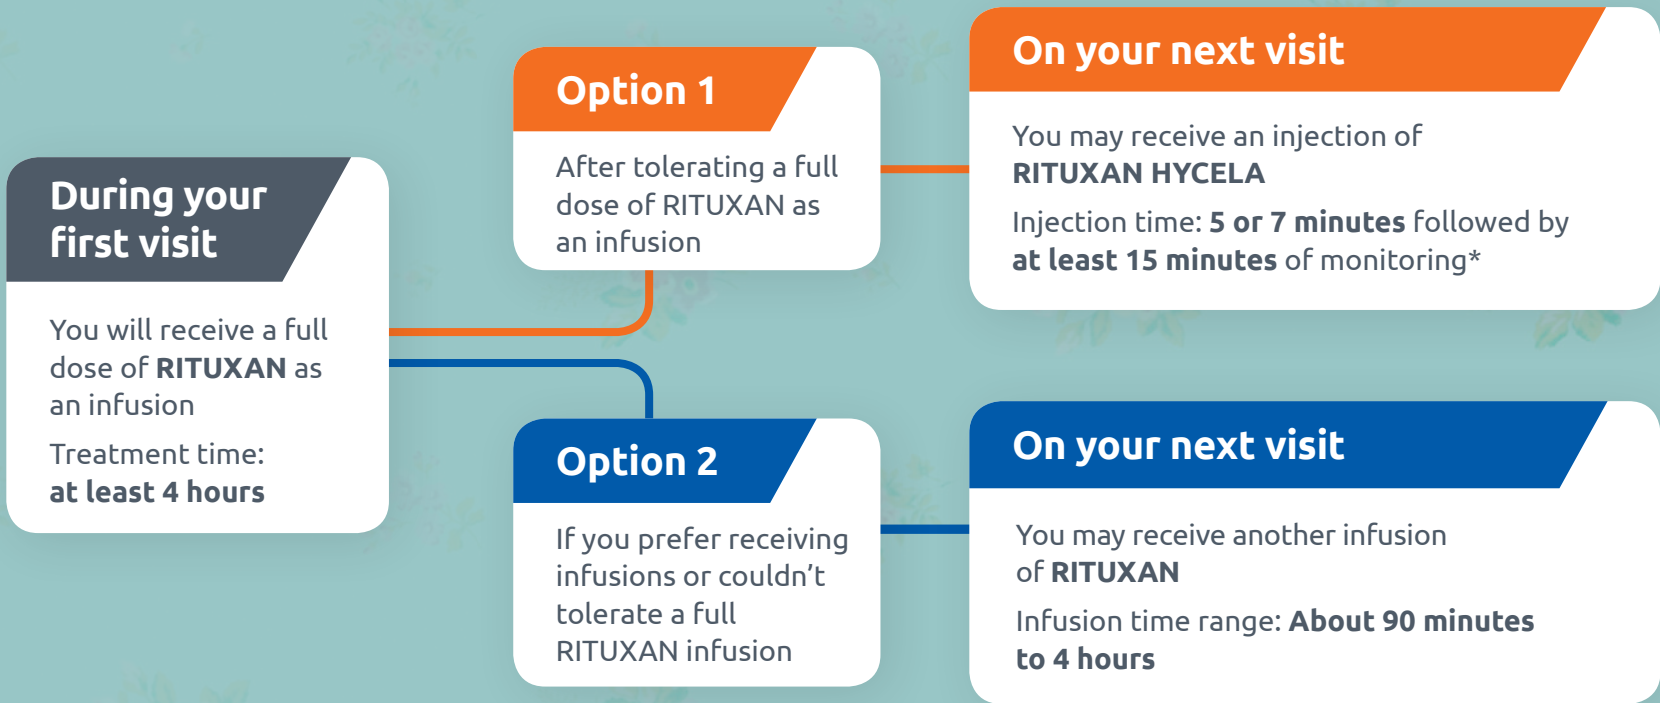 During your
first visit
You will receive a full
dose of RITUXAN as
an infusion
Treatment time:
at least 4 hours
Option 1
After tolerating a full
dose of RITUXAN as
an infusion
On your next visit
You may receive an injection of
RITUXAN HYCELA
Injection time: 5 or 7 minutes followed by
at least 15 minutes of monitoring*
Option 2
If you prefer receiving
infusions or couldn’t
tolerate a full
RITUXAN infusion
On your next visit
You may receive another infusion
of RITUXAN
Infusion time range: About 90 minutes
to 4 hours